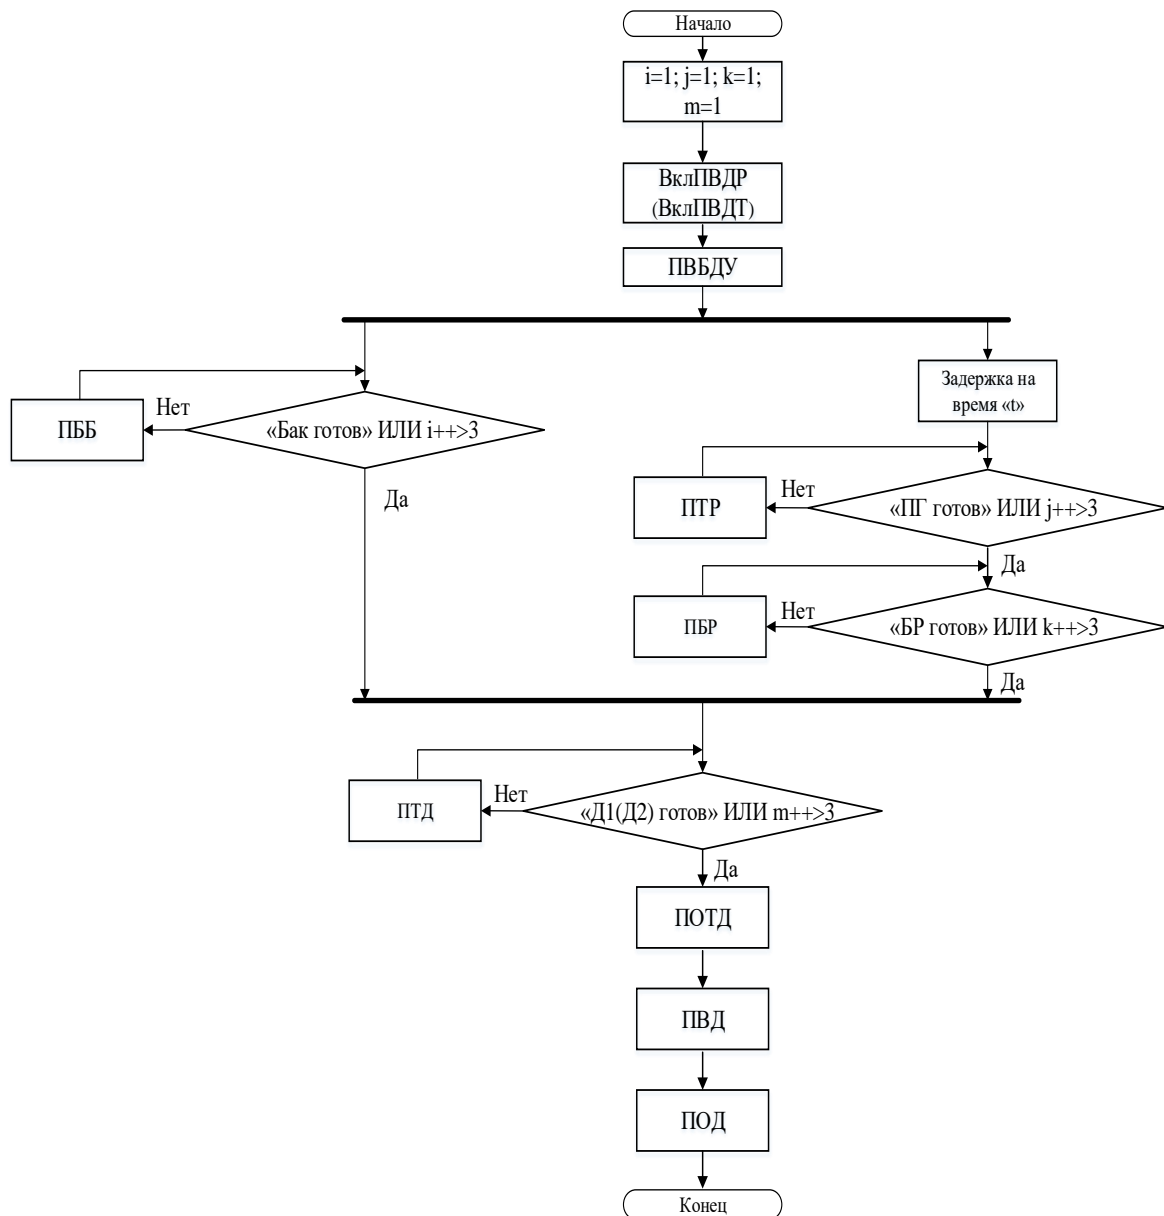 Начало
i=1; j=1; k=1;
m=1
ВклПВДР
(ВклПВДТ)
ПВБДУ
Задержка на
время «t»
ПББ
Нет
«Бак готов» ИЛИ i++>3
Да
ПТР
Нет
«ПГ готов» ИЛИ j++>3
Да
ПБР
Нет
«БР готов» ИЛИ k++>3
Да
ПТД
Нет
«Д1(Д2) готов» ИЛИ m++>3
Да
ПОТД
ПВД
ПОД
Конец